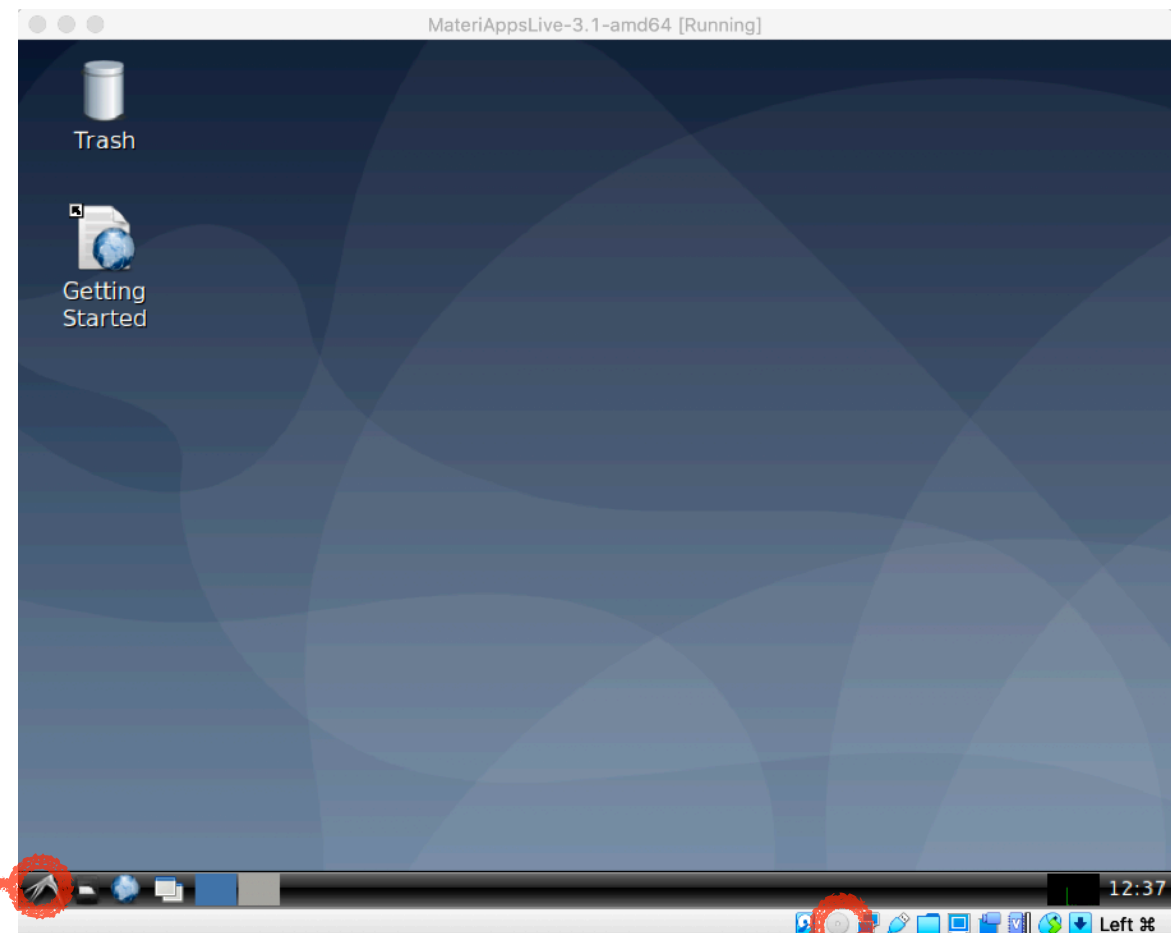 MateriAppsLive-3.1-amd64 [Running]
Trash
Getting
Started
12:37
Left ⌘